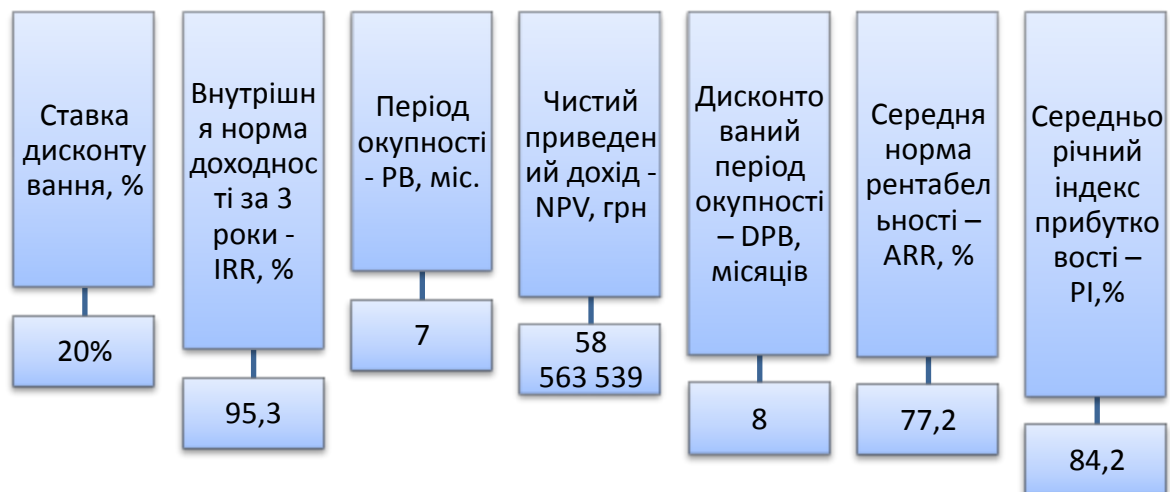 Ставка
дисконту
вання, %
20%
Внутрішн
я норма
доходнос
ті за 3
роки -
IRR, %
95,3
Період
окупності
- PB, міс.
7
Чистий
приведен
ий дохід -
NPV, грн
58
563 539
Дисконто
ваний
період
окупності
– DPB,
місяців
8
Середня
норма
рентабел
ьності –
ARR, %
77,2
Середньо
річний
індекс
прибутко
вості –
PI,%
84,2